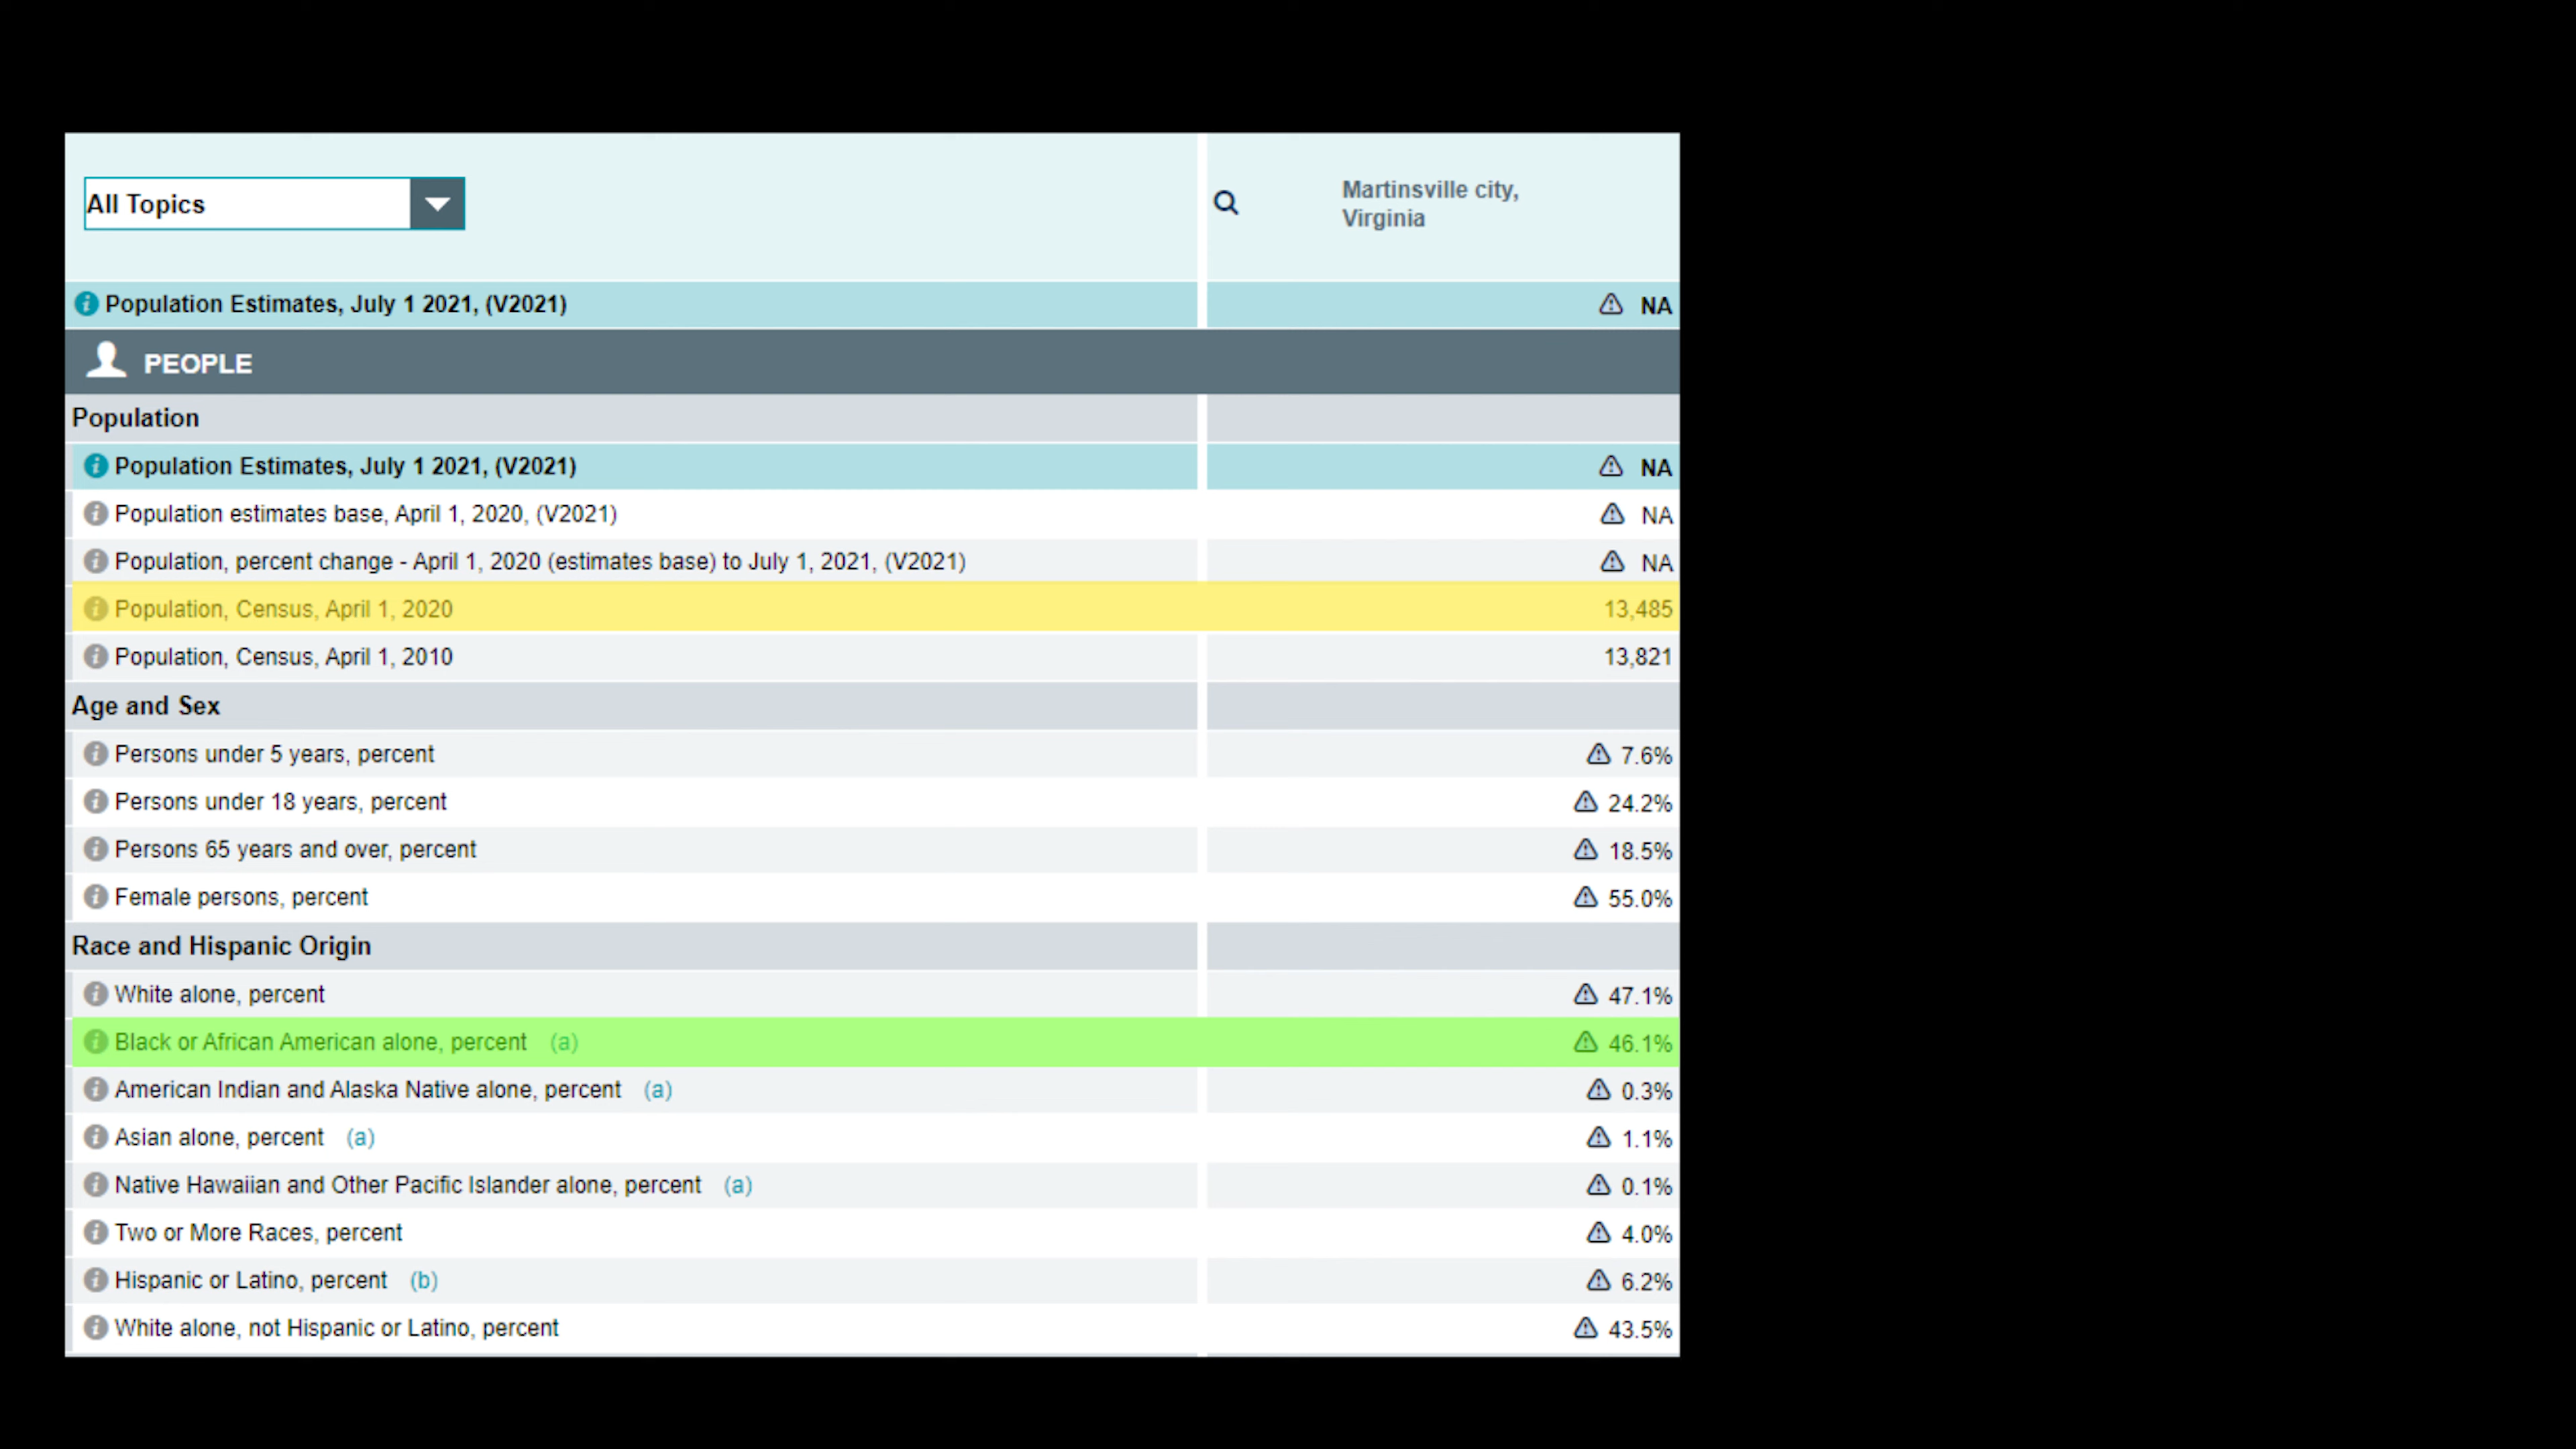 All Topics
Martinsville city,
Virginia
Population Estimates, July 1 2021, (V2021) NA
PEOPLE
Population
Population Estimates, July 1 2021, (V2021) NA
Population estimates base, April 1, 2020, (V2021) NA
Population, percent change - April 1, 2020 (estimates base) to July 1, 2021, (V2021) NA
Population, Census, April 1, 2020 13,485
Population, Census, April 1, 2010 13,821
Age and Sex
Persons under 5 years, percent 7.6%
Persons under 18 years, percent 24.2%
Persons 65 years and over, percent 18.5%
Female persons, percent 55.0%
Race and Hispanic Origin
White alone, percent 47.1%
Black or African American alone, percent (a) 46.1%
American Indian and Alaska Native alone, percent (a) 0.3%
Asian alone, percent (a) 1.1%
Native Hawaiian and Other Pacific Islander alone, percent (a) 0.1%
Two or More Races, percent 4.0%
Hispanic or Latino, percent (b) 6.2%
White alone, not Hispanic or Latino, percent 43.5%